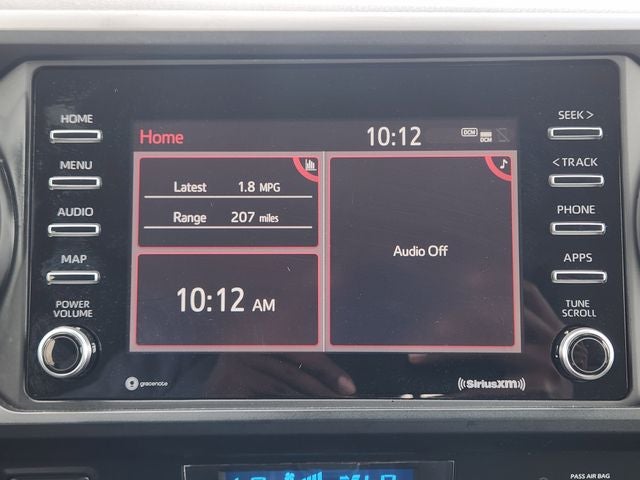 HOME
MENU
AUDIO
MAP
POWER
VOLUME
Home
10:12
DCM
DCM
Latest 1.8 MPG
Range 207 miles
10:12 AM
Audio Off
SEEK >
< TRACK
PHONE
APPS
TUNE
SCROLL
gracenote
((SiriusXM))
PASS AIR BAG